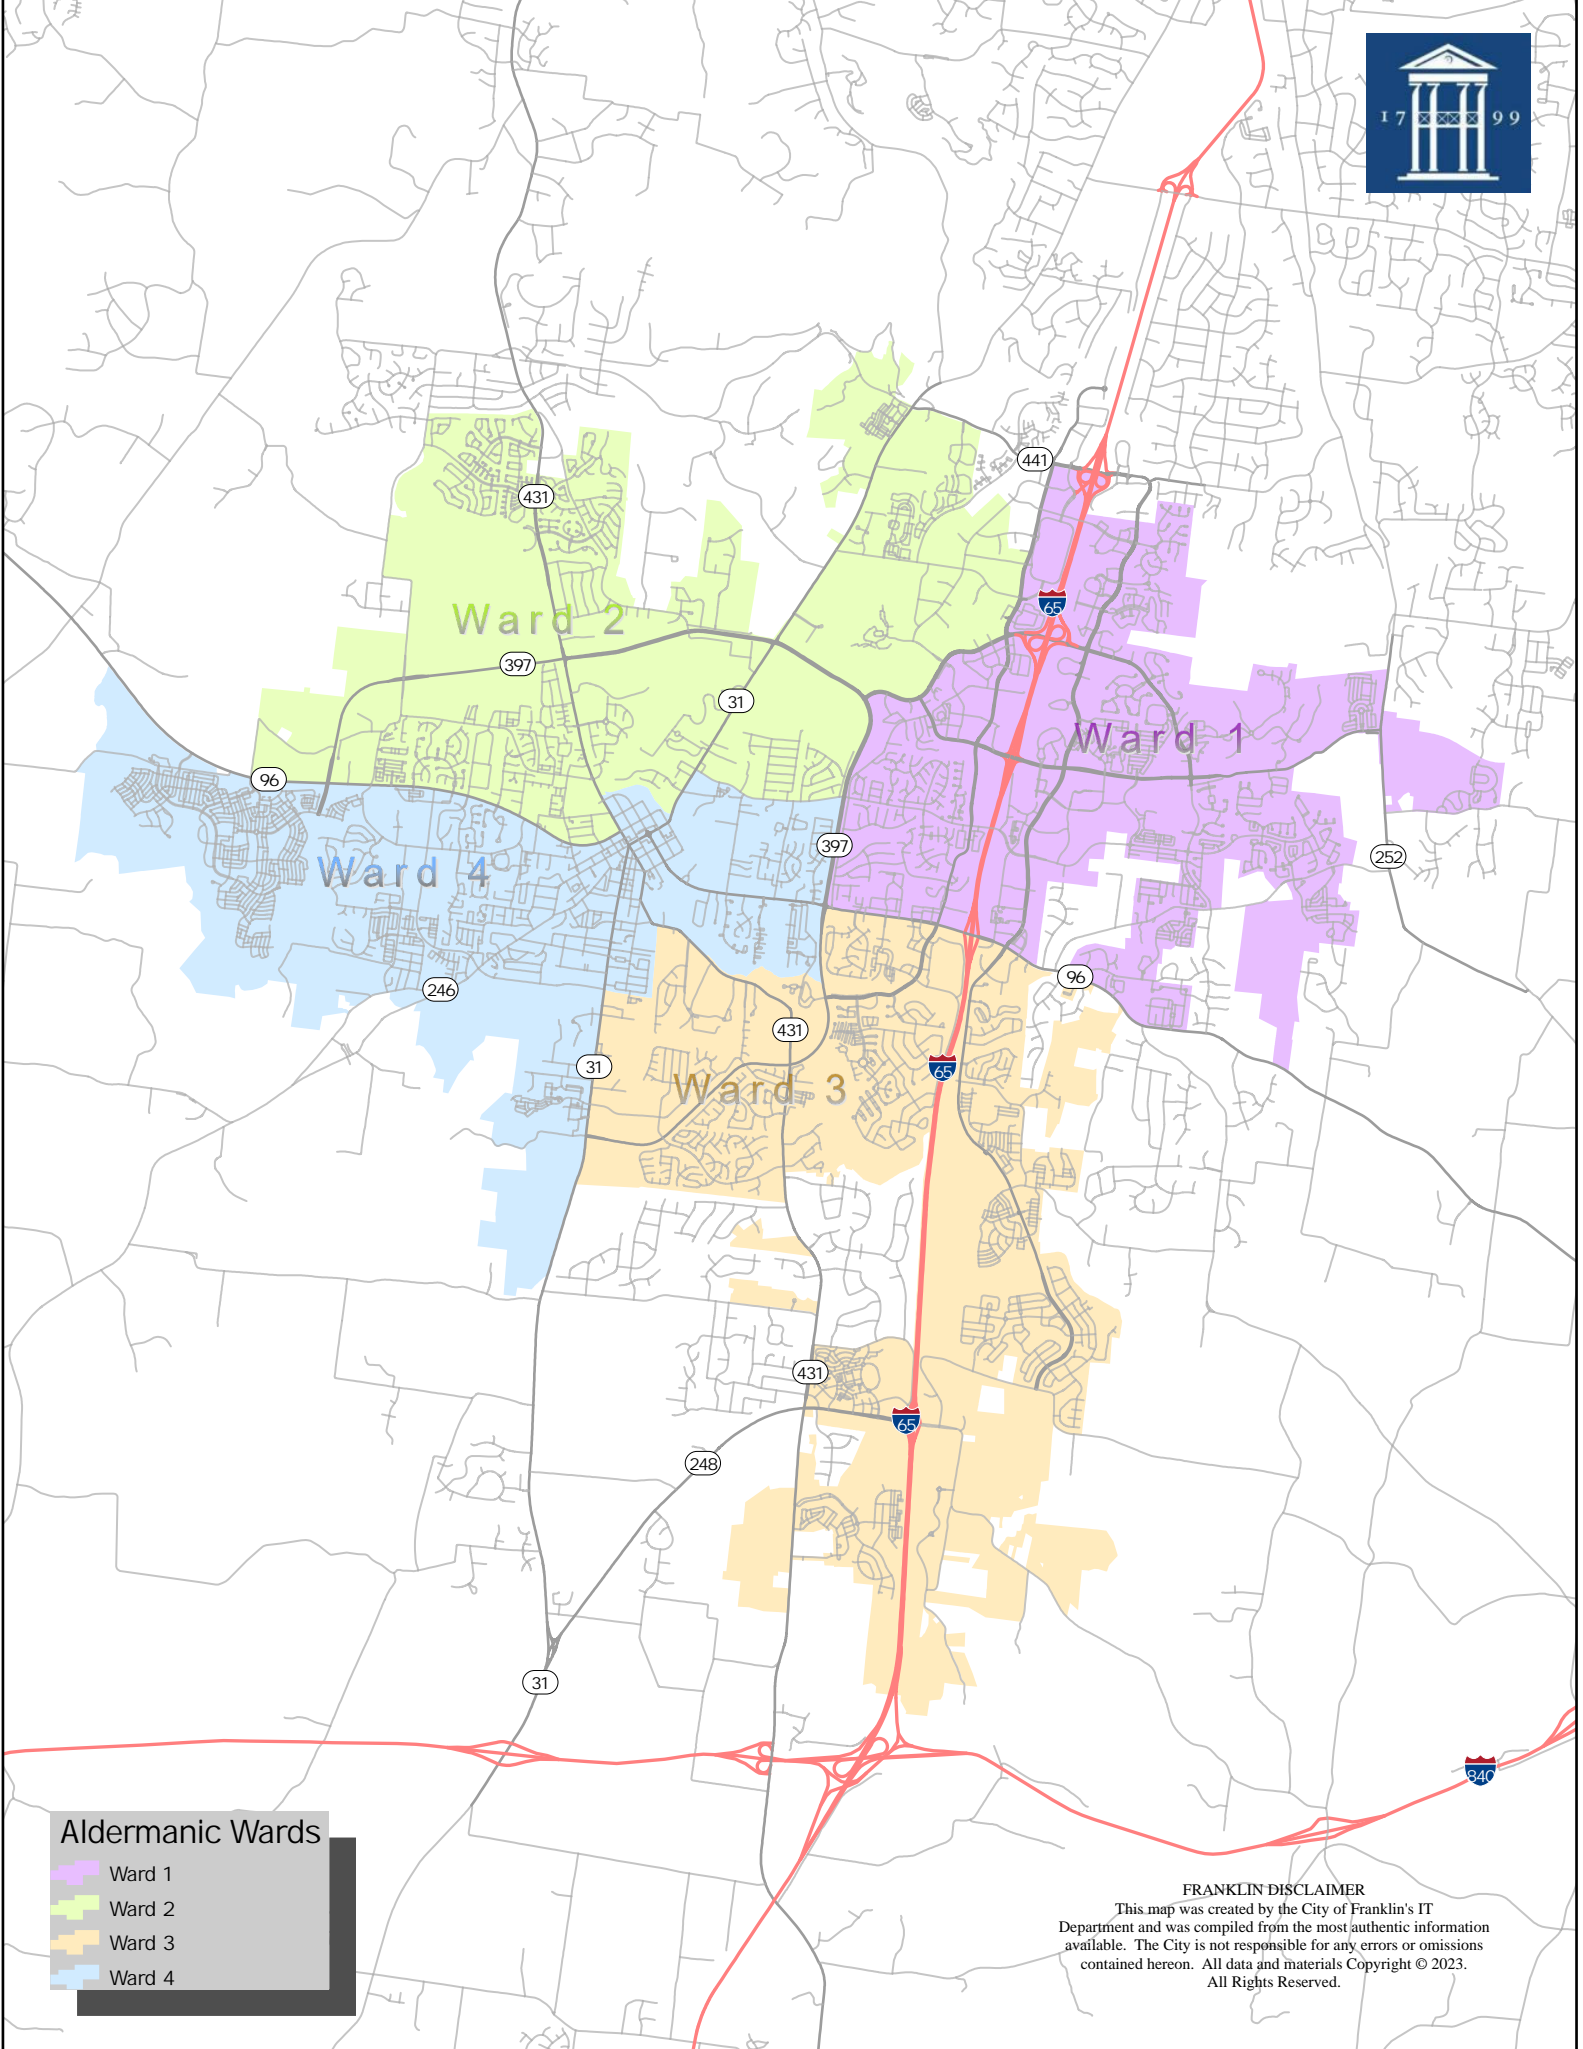 17 99
441
431
65
Ward 2
397
31
Ward 1
96
397
252
Ward 4
96
246
431
31
65
Ward 3
431
65
248
31
840
Aldermanic Wards
Ward 1
Ward 2
Ward 3
Ward 4
FRANKLIN DISCLAIMER
This map was created by the City of Franklin's IT
Department and was compiled from the most authentic information
available. The City is not responsible for any errors or omissions
contained hereon. All data and materials Copyright © 2023.
All Rights Reserved.